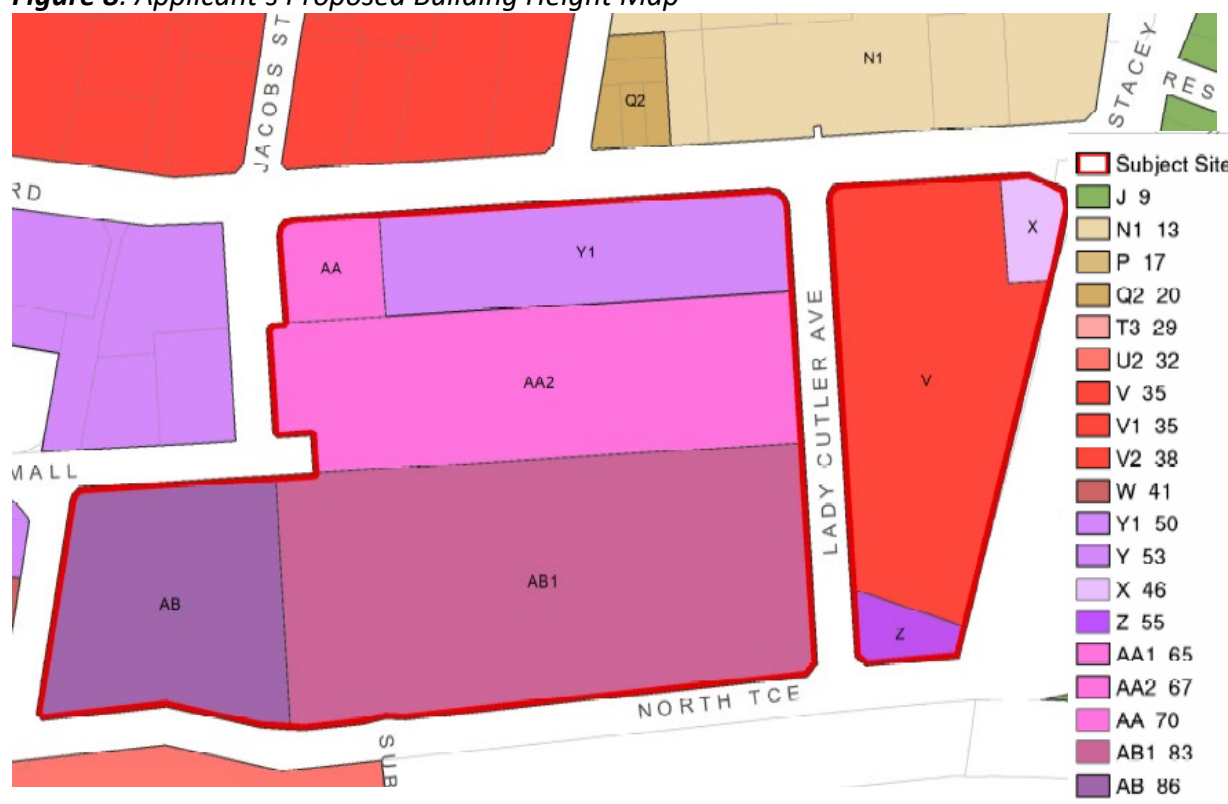 Figure 8: Applicant's Proposed Building Height Map
JACOBS ST
N1
Q2
STACEY
RES
RD
AA
Y1
X
AA2
V
LADY CUTLER AVE
MALL
AB
AB1
Z
NORTH TCE
SUB
Subject Site
J 9
N1 13
P 17
Q2 20
T3 29
U2 32
V 35
V1 35
V2 38
W 41
Y1 50
Y 53
X 46
Z 55
AA1 65
AA2 67
AA 70
AB1 83
AB 86